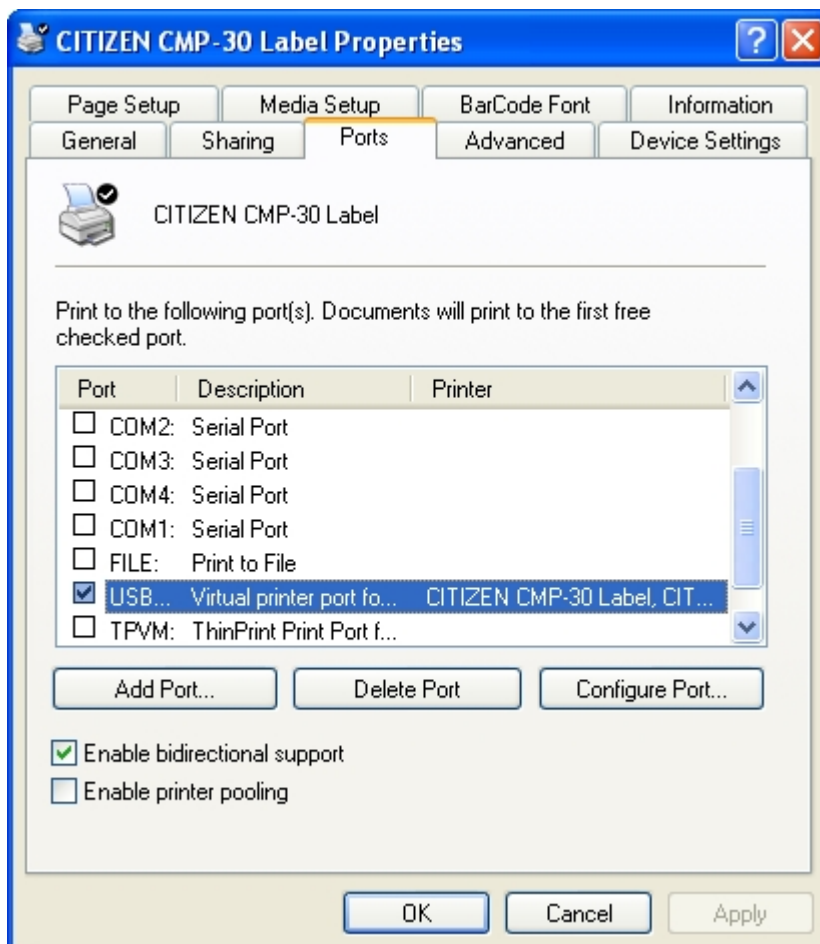 CITIZEN CMP-30 Label Properties
Page Setup Media Setup BarCode Font Information
General Sharing Ports Advanced Device Settings
CITIZEN CMP-30 Label
Print to the following port(s). Documents will print to the first free
checked port.
Port Description Printer
COM2: Serial Port
COM3: Serial Port
COM4: Serial Port
COM1: Serial Port
FILE: Print to File
USB... Virtual printer port fo... CITIZEN CMP-30 Label, CIT...
TPVM: ThinPrint Print Port f...
Add Port... Delete Port Configure Port...
Enable bidirectional support
Enable printer pooling
OK Cancel Apply